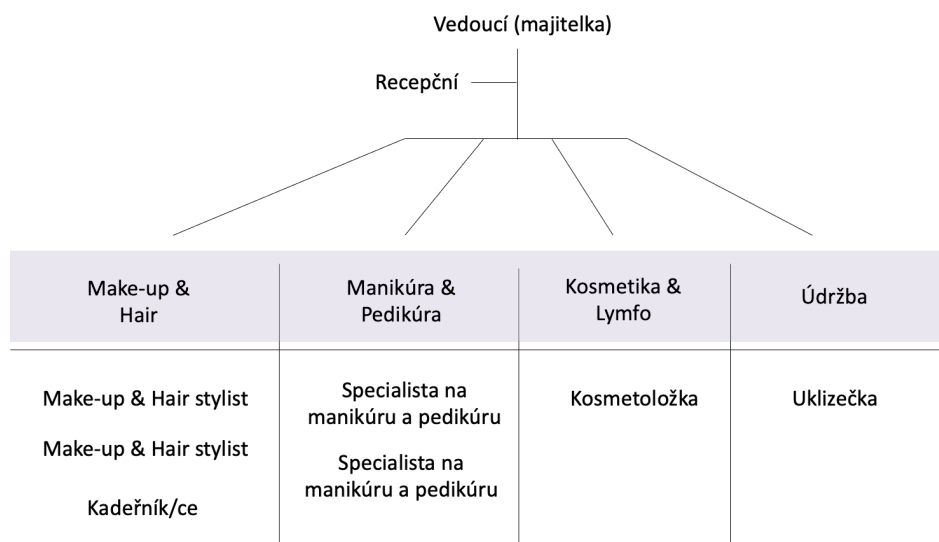 Vedoucí (majitelka)
Recepční
Make-up &
Hair
Manikúra &
Pedikúra
Kosmetika &
Lymfo
Údržba
Make-up & Hair stylist
Make-up & Hair stylist
Kadeřník/ce
Specialista na
manikúru a pedikúru
Specialista na
manikúru a pedikúru
Kosmetoložka
Uklizečka